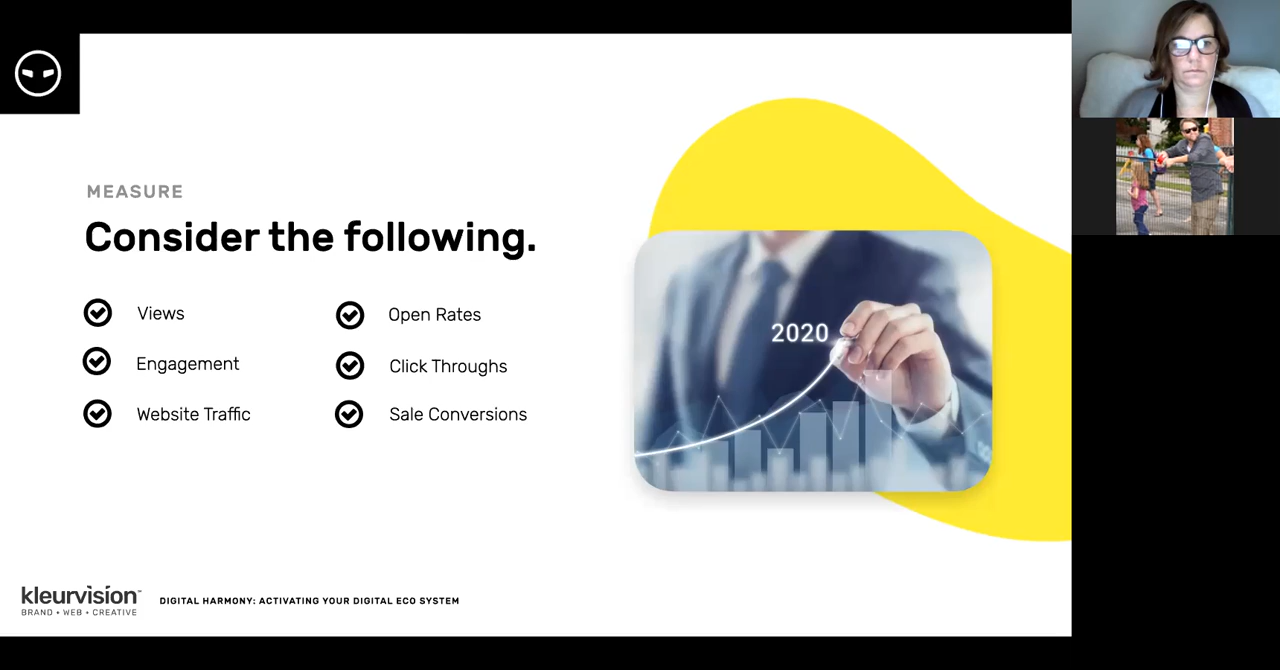 MEASURE
Consider the following.
Views
Engagement
Website Traffic
Open Rates
Click Throughs
Sale Conversions
2020
kleurvision™
BRAND + WEB + CREATIVE
DIGITAL HARMONY: ACTIVATING YOUR DIGITAL ECO SYSTEM